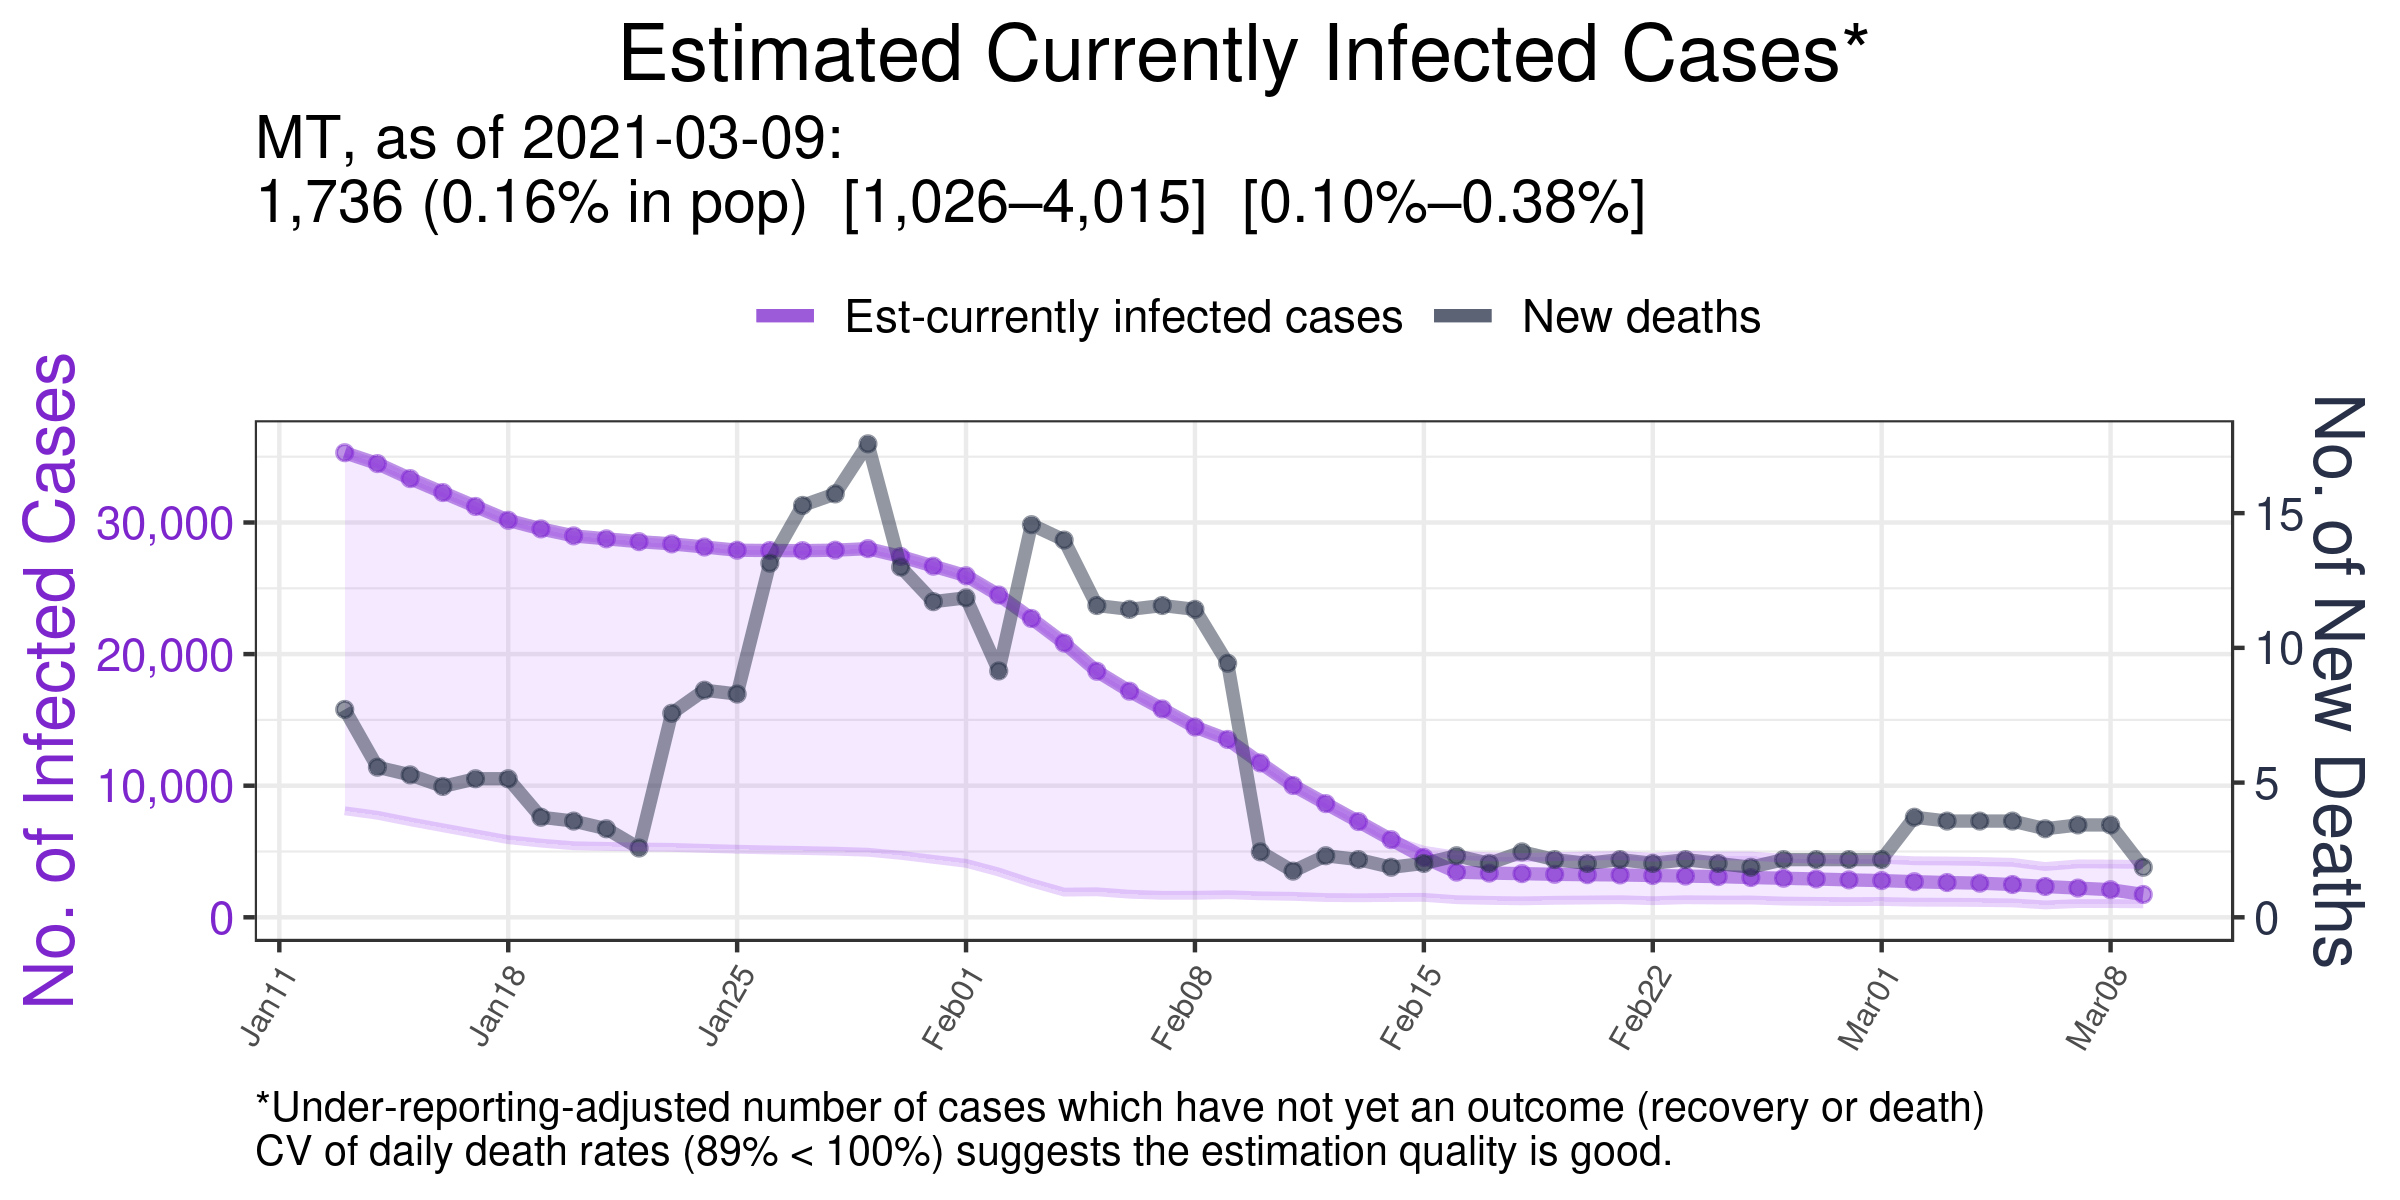 Estimated Currently Infected Cases*
MT, as of 2021-03-09:
1,736 (0.16% in pop)  [1,026–4,015]  [0.10%–0.38%]
Est-currently infected cases
New deaths
No. of Infected Cases
30,000
20,000
10,000
0
15
10
5
0
No. of New Deaths
Jan11
Jan18
Jan25
Feb01
Feb08
Feb15
Feb22
Mar01
Mar08
*Under-reporting-adjusted number of cases which have not yet an outcome (recovery or death)
CV of daily death rates (89% < 100%) suggests the estimation quality is good.